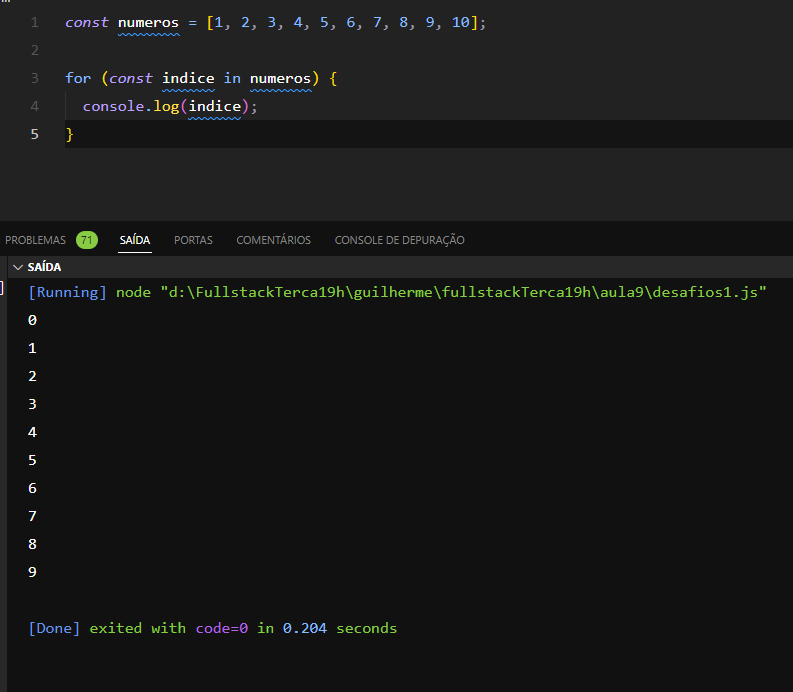 1 const numeros = [1, 2, 3, 4, 5, 6, 7, 8, 9, 10];
2
3 for (const indice in numeros) {
4 console.log(indice);
5 }
PROBLEMAS 71 SAÍDA PORTAS COMENTÁRIOS CONSOLE DE DEPURAÇÃO
SAÍDA
[Running] node "d:\FullstackTerca19h\guilherme\fullstackTerca19h\aula9\desafios1.js"
0
1
2
3
4
5
6
7
8
9
[Done] exited with code=0 in 0.204 seconds